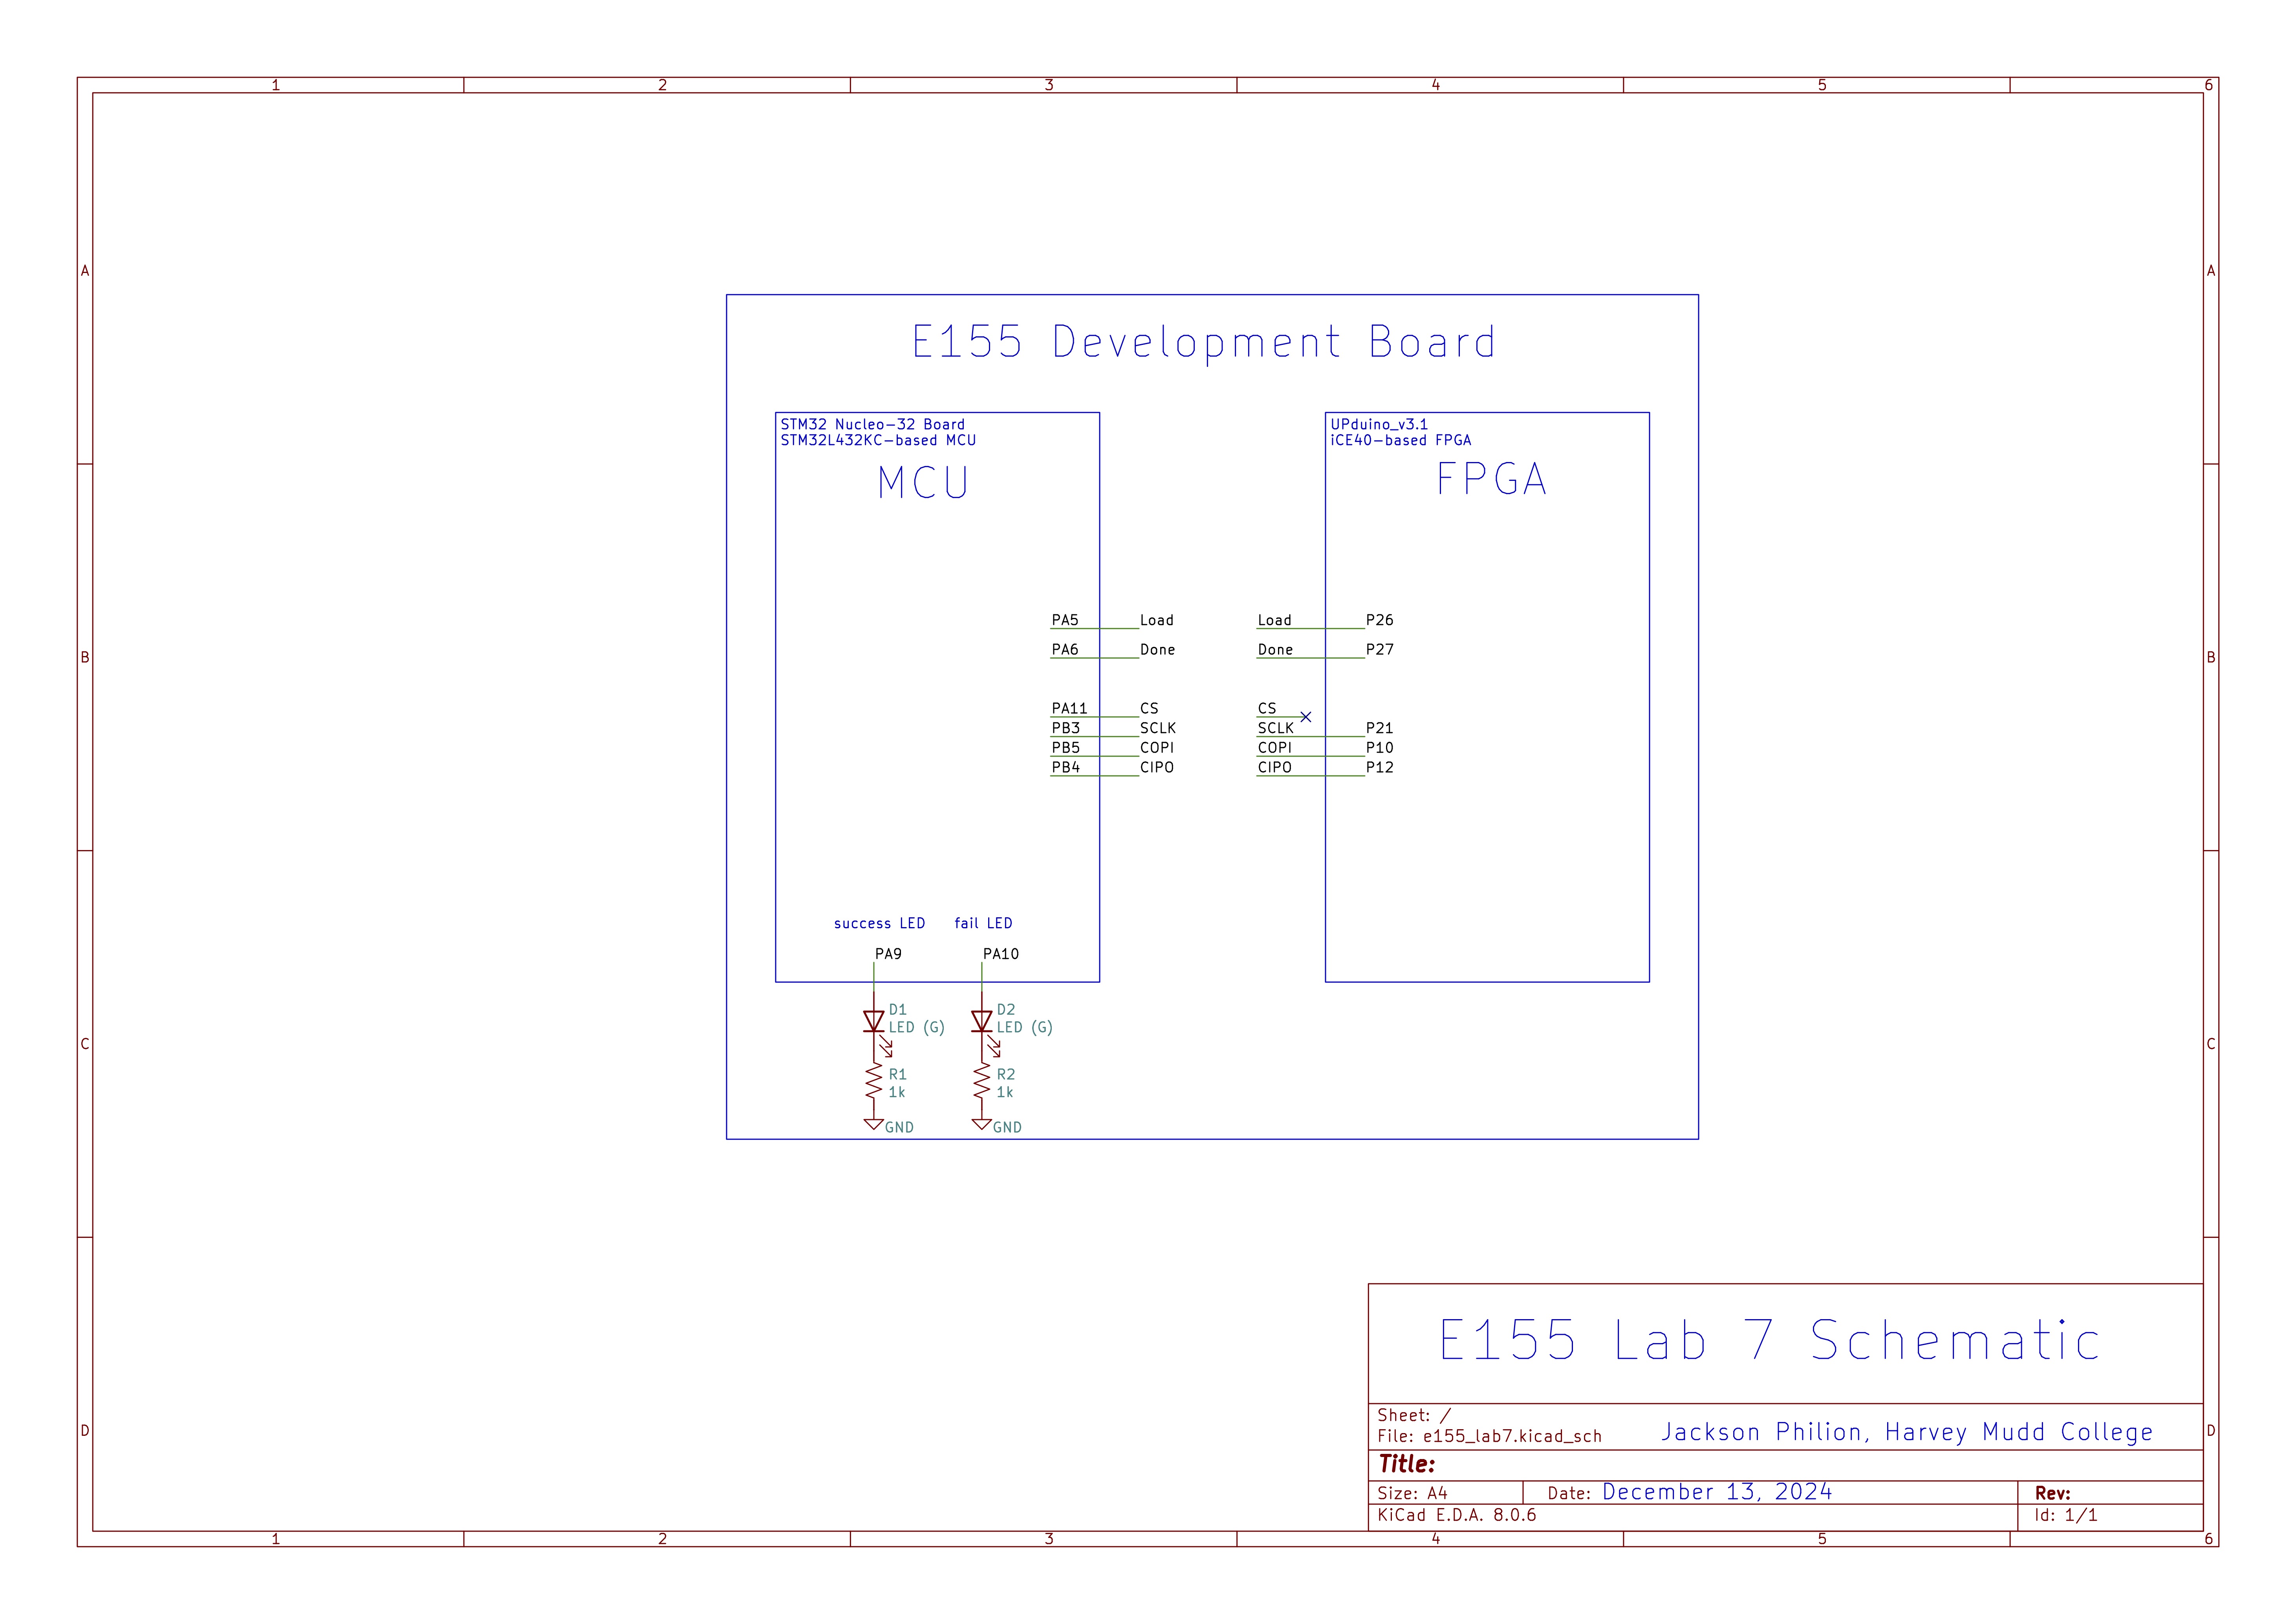 1 2 3 4 5 6
E155 Development Board
A A
STM32 Nucleo-32 Board
STM32L432KC-based MCU
MCU
UPduino_v3.1
iCE40-based FPGA
FPGA
PA5 Load Load P26
PA6 Done Done P27
B B
PA11 CS CS
PB3 SCLK SCLK P21
PB5 COPI COPI P10
PB4 CIPO CIPO P12
success LED fail LED
PA9 PA10
D1 D2
LED (G) LED (G)
C C
R1 R2
1k 1k
GND GND
E155 Lab 7 Schematic
Sheet: /
File: e155_lab7.kicad_sch
Jackson Philion, Harvey Mudd College
D D
Title:
Size: A4 Date: December 13, 2024 Rev:
KiCad E.D.A. 8.0.6 Id: 1/1
1 2 3 4 5 6